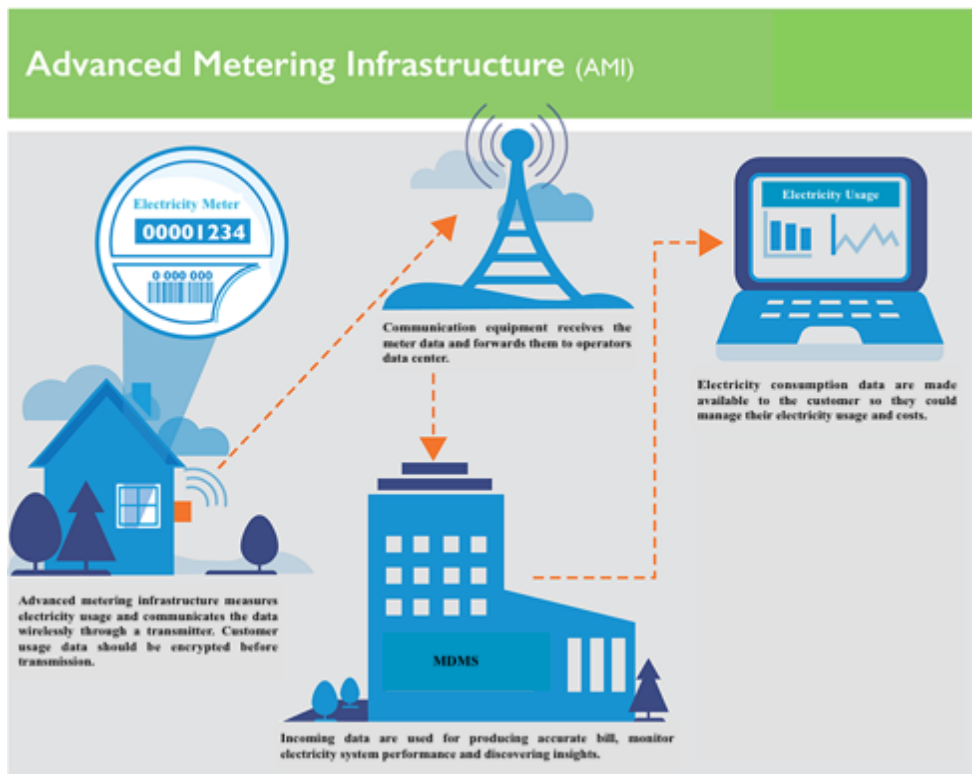 Advanced Metering Infrastructure (AMI)
Electricity Meter
00001234
0 000 000
Communication equipment receives the
meter data and forwards them to operators
data center.
Electricity Usage
Electricity consumption data are made
available to the customer so they could
manage their electricity usage and costs.
Advanced metering infrastructure measures
electricity usage and communicates the data
wirelessly through a transmitter. Customer
usage data should be encrypted before
transmission.
MDMS
Incoming data are used for producing accurate bill, monitor
electricity system performance and discovering insights.